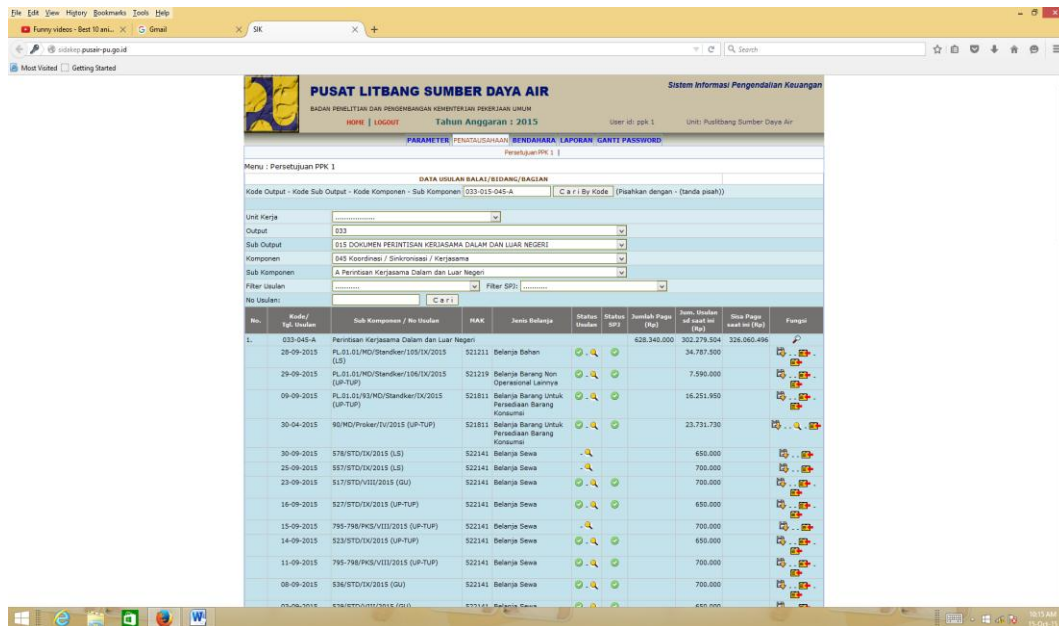 File Edit View History Bookmarks Tools Help
Funny videos - Best 10 ani... Gmail SIK
pusair-pu.go.id Search
Most Visited Getting Started
Sistem Informasi Pengendalian Keuangan
PUSAT LITBANG SUMBER DAYA AIR
BADAN PENELITIAN DAN PENGEMBANGAN KEMENTERIAN PEKERJAAN UMUM
HOME | LOGOUT Tahun Anggaran : 2015 User id: ppk 1 Unit: Puslitbang Sumber Daya Air
PARAMETER PENATAUSAHAAN BENDAHARA LAPORAN GANTI PASSWORD
Persetujuan PPK 1 |
Menu : Persetujuan PPK 1
DATA USULAN BALAI/BIDANG/BAGIAN
Kode Output - Kode Sub Output - Kode Komponen - Sub Komponen 033-015-045-A C a r i By Kode (Pisahkan dengan - (tanda pisah))
Unit Kerja .................
Output 033
Sub Output 015 DOKUMEN PERINTISAN KERJASAMA DALAM DAN LUAR NEGERI
Komponen 045 Koordinasi / Sinkronisasi / Kerjasama
Sub Komponen A Perintisan Kerjasama Dalam dan Luar Negeri
Filter Usulan ........... Filter SPJ: ...........
No Usulan: C a r i
No. Kode/ Tgl. Usulan Sub Komponen / No Usulan MAK Jenis Belanja Status Usulan Status SPJ Jumlah Pagu (Rp) Jum. Usulan sd saat ini (Rp) Sisa Pagu saat ini (Rp) Fungsi
1. 033-045-A Perintisan Kerjasama Dalam dan Luar Negeri 628.340.000 302.279.504 326.060.496
28-09-2015 PL.01.01/MD/Standker/105/IX/2015 (LS) 521211 Belanja Bahan 34.787.500
29-09-2015 PL.01.01/MD/Standker/106/IX/2015 (UP-TUP) 521219 Belanja Barang Non Operasional Lainnya 7.590.000
09-09-2015 PL.01.01/93/MD/Standker/IX/2015 (UP-TUP) 521811 Belanja Barang Untuk Persediaan Barang Konsumsi 16.251.950
30-04-2015 90/MD/Proker/IV/2015 (UP-TUP) 521811 Belanja Barang Untuk Persediaan Barang Konsumsi 23.731.730
30-09-2015 578/STD/IX/2015 (LS) 522141 Belanja Sewa 650.000
25-09-2015 557/STD/IX/2015 (LS) 522141 Belanja Sewa 700.000
23-09-2015 517/STD/VIII/2015 (GU) 522141 Belanja Sewa 700.000
16-09-2015 527/STD/IX/2015 (UP-TUP) 522141 Belanja Sewa 650.000
15-09-2015 795-798/PKS/VIII/2015 (UP-TUP) 522141 Belanja Sewa 700.000
14-09-2015 523/STD/IX/2015 (UP-TUP) 522141 Belanja Sewa 650.000
11-09-2015 795-798/PKS/VIII/2015 (UP-TUP) 522141 Belanja Sewa 700.000
08-09-2015 536/STD/IX/2015 (GU) 522141 Belanja Sewa 700.000
522141 Belanja Sewa 650.000
10:15 AM
15-Oct-15